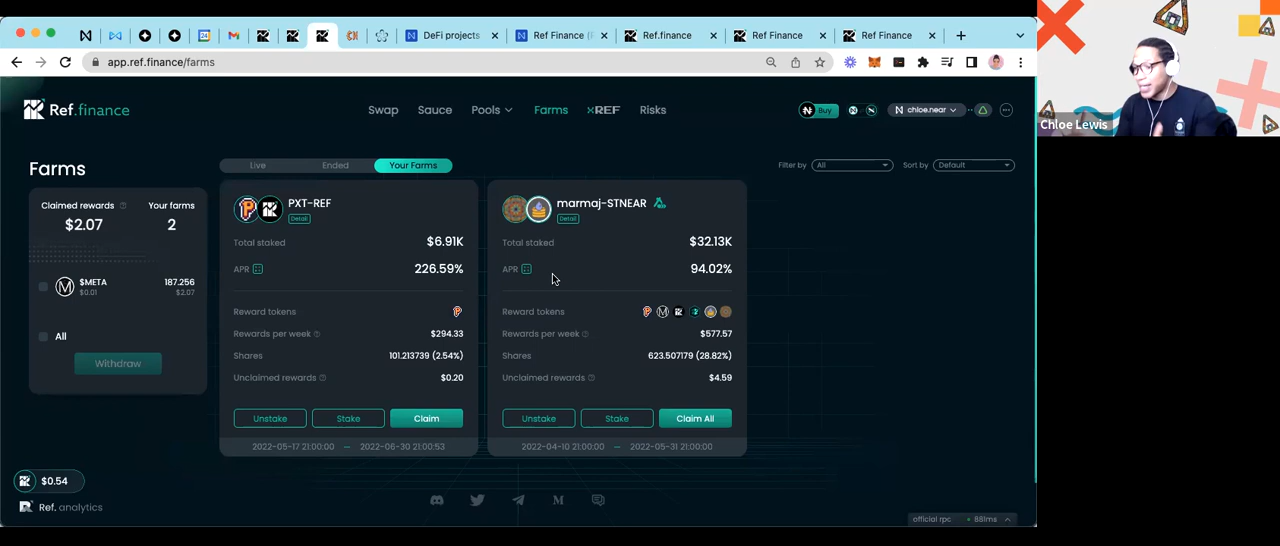 DeFi projects
Ref Finance (
Ref.finance
Ref Finance
Ref Finance
app.ref.finance/farms
Chloe Lewis
Ref.finance
Swap
Sauce
Pools
Farms
xREF
Risks
Buy
chloe.near
Farms
Live
Ended
Your Farms
Filter by
All
Sort by
Default
Claimed rewards
Your farms
$2.07
2
$META
187.256
$0.01
$2.07
All
Withdraw
PXT-REF
Detail
Total staked
$6.91K
APR
226.59%
Reward tokens
Rewards per week
$294.33
Shares
101.213739 (2.54%)
Unclaimed rewards
$0.20
Unstake
Stake
Claim
2022-05-17 21:00:00 — 2022-06-30 21:00:53
marmaj-STNEAR
Detail
Total staked
$32.13K
APR
94.02%
Reward tokens
Rewards per week
$577.57
Shares
623.507179 (28.82%)
Unclaimed rewards
$4.59
Unstake
Stake
Claim All
2022-04-10 21:00:00 — 2022-05-31 21:00:00
$0.54
Ref. analytics
official rpc
881ms